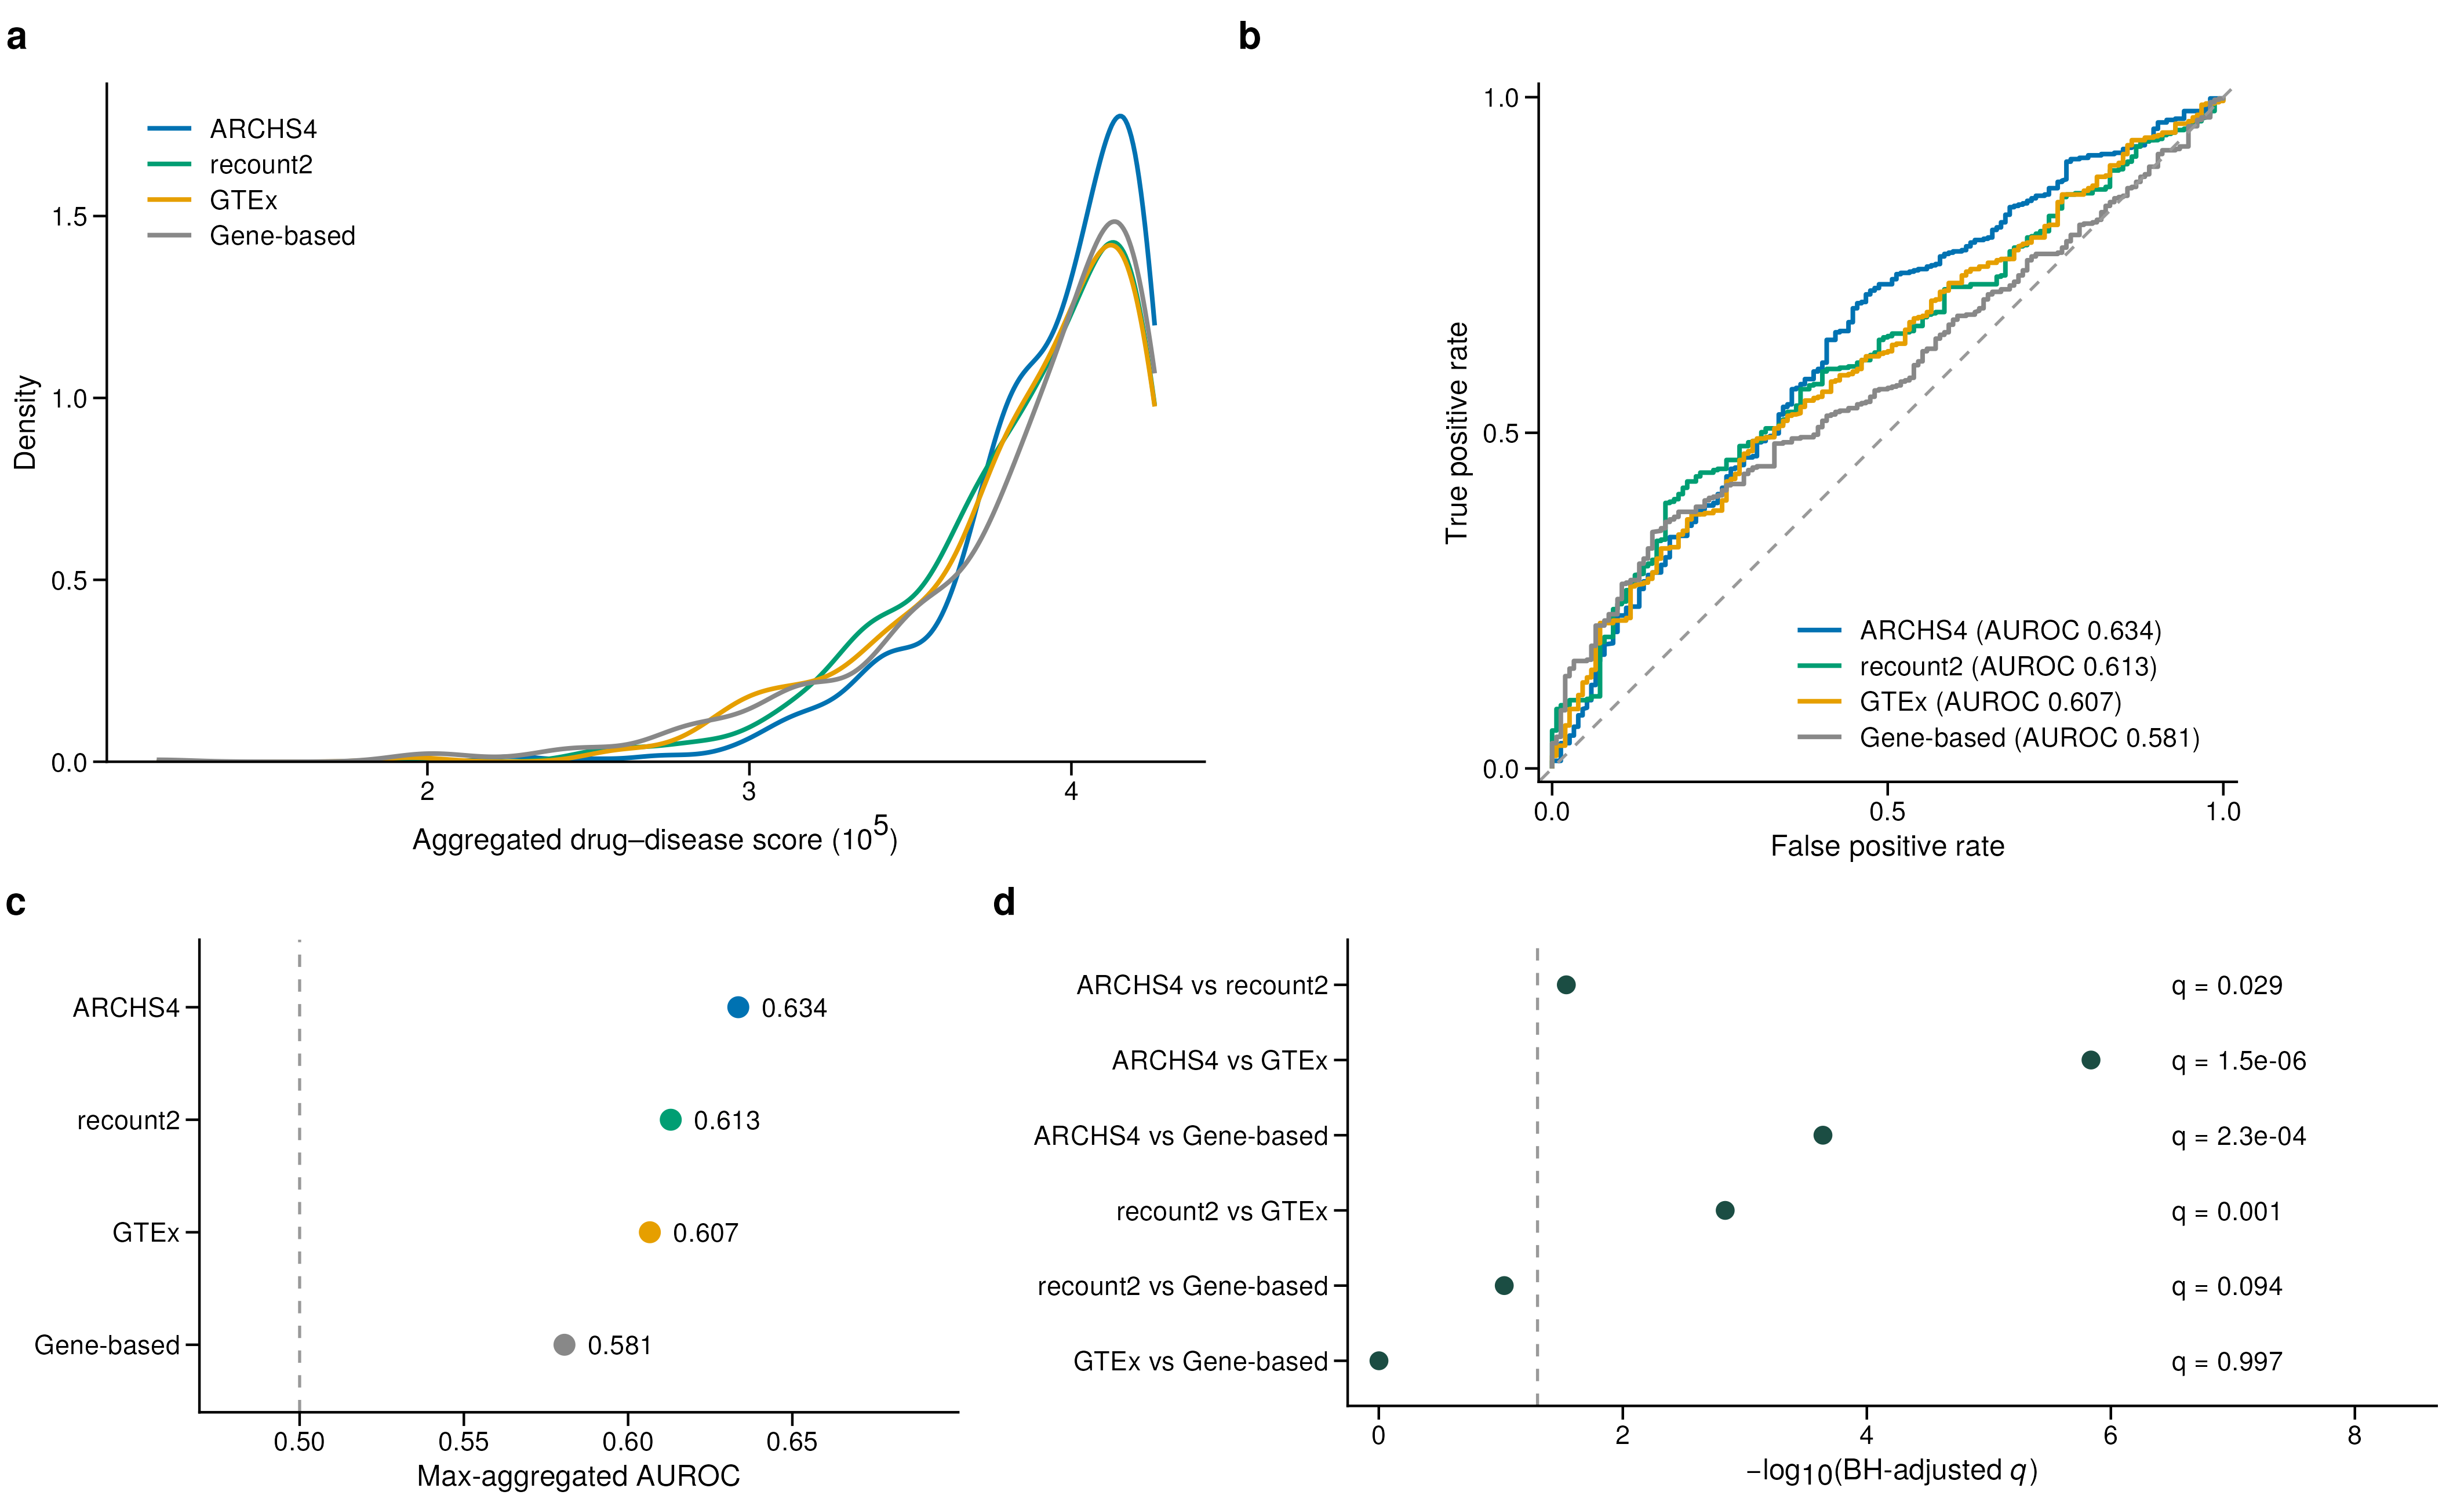 a
ARCHS4
recount2
GTEx
Gene-based
Density
1.5
1.0
0.5
0.0
2
3
4
Aggregated drug–disease score (10^5)
b
True positive rate
1.0
0.5
0.0
ARCHS4 (AUROC 0.634)
recount2 (AUROC 0.613)
GTEx (AUROC 0.607)
Gene-based (AUROC 0.581)
0.0
0.5
1.0
False positive rate
c
ARCHS4
0.634
recount2
0.613
GTEx
0.607
Gene-based
0.581
0.50
0.55
0.60
0.65
Max-aggregated AUROC
d
ARCHS4 vs recount2
q = 0.029
ARCHS4 vs GTEx
q = 1.5e-06
ARCHS4 vs Gene-based
q = 2.3e-04
recount2 vs GTEx
q = 0.001
recount2 vs Gene-based
q = 0.094
GTEx vs Gene-based
q = 0.997
0
2
4
6
8
−log10(BH-adjusted q)